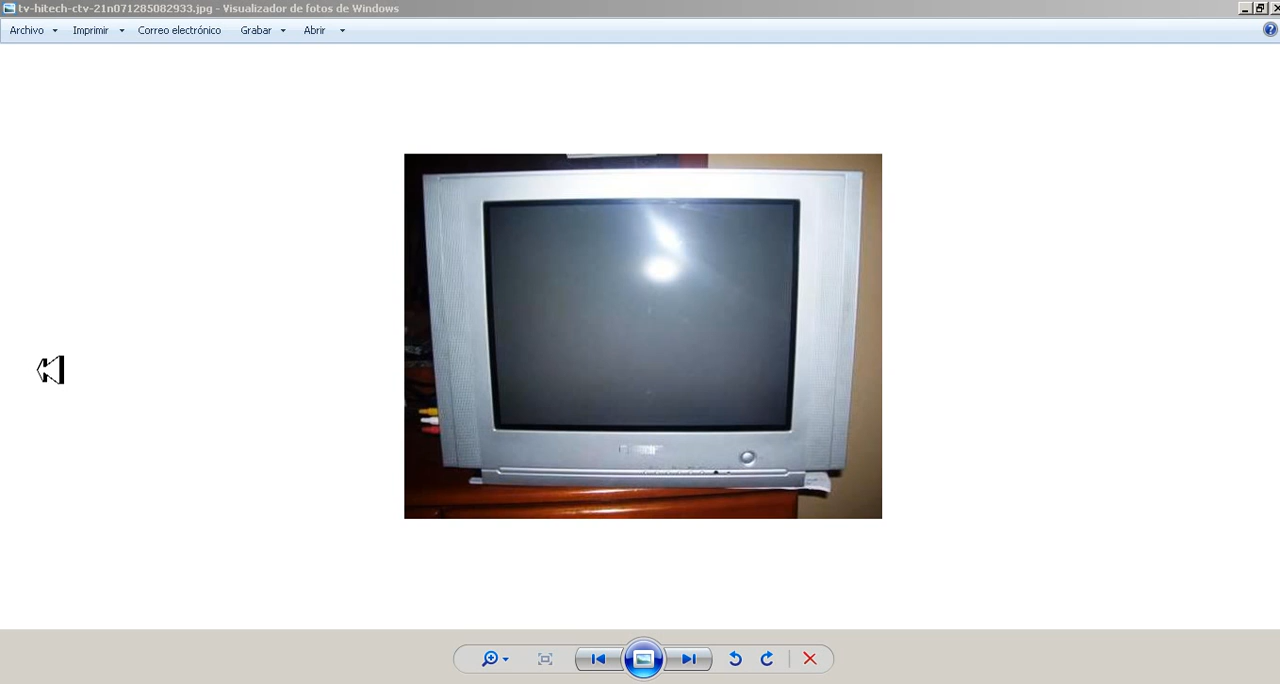 tv-hitech-ctv-21n071285082933.jpg - Visualizador de fotos de Windows
Archivo Imprimir Correo electrónico Grabar Abrir